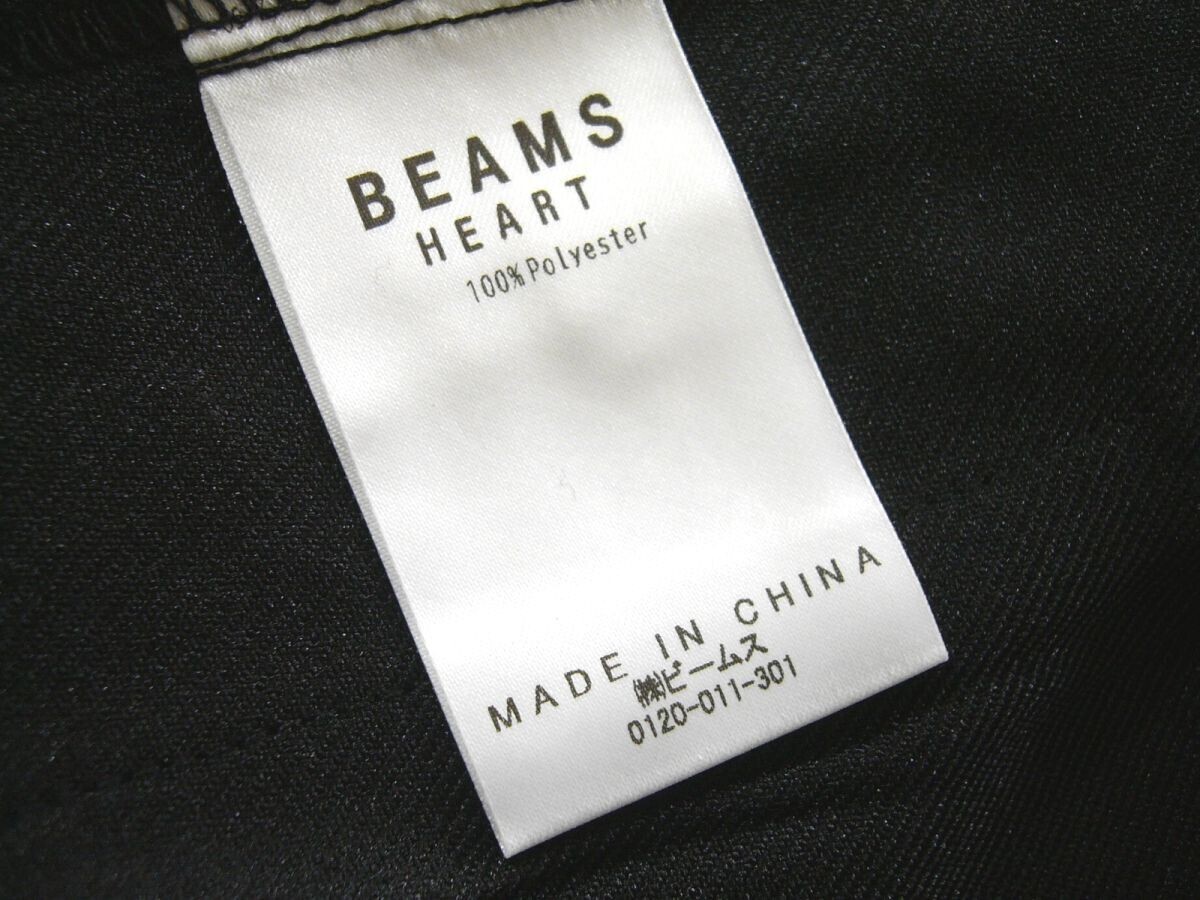 BEAMS
HEART
100%Polyester
MADE IN CHINA
㈱ビームス
0120-011-301